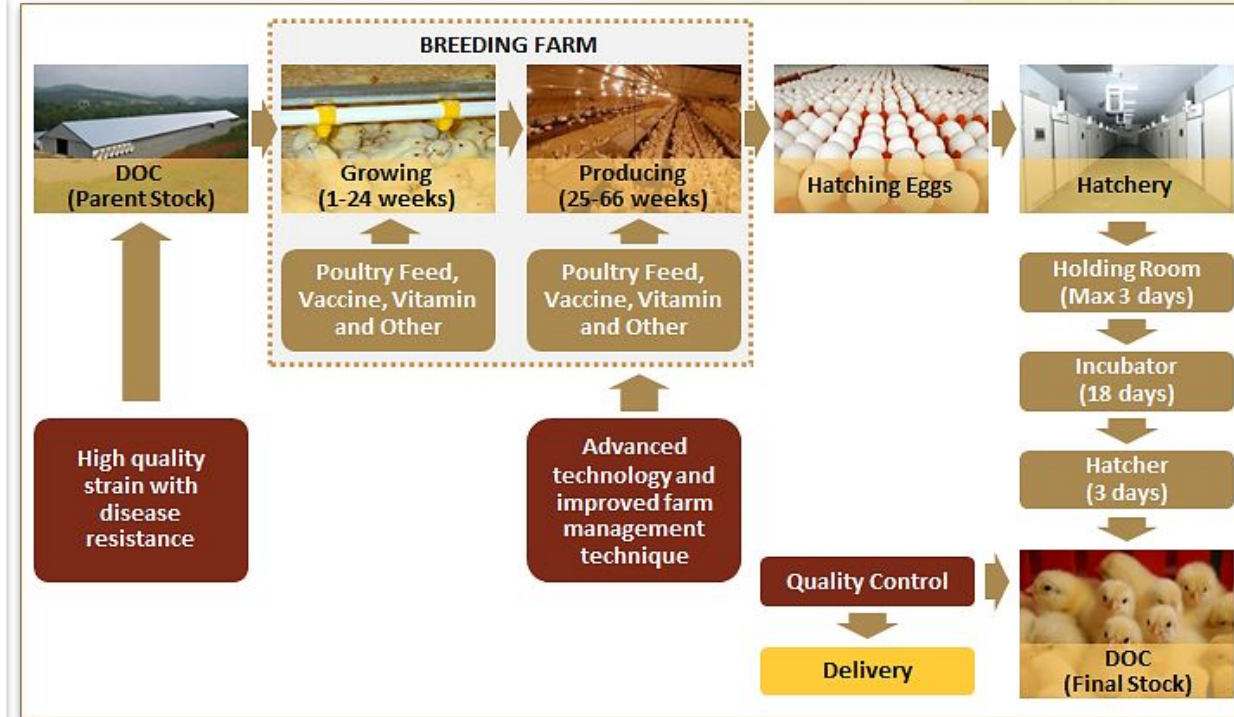 BREEDING FARM
DOC
(Parent Stock)
Growing
(1-24 weeks)
Producing
(25-66 weeks)
Hatching Eggs
Hatchery
Poultry Feed,
Vaccine, Vitamin
and Other
Poultry Feed,
Vaccine, Vitamin
and Other
Holding Room
(Max 3 days)
Incubator
(18 days)
Hatcher
(3 days)
High quality
strain with
disease
resistance
Advanced
technology and
improved farm
management
technique
Quality Control
Delivery
DOC
(Final Stock)